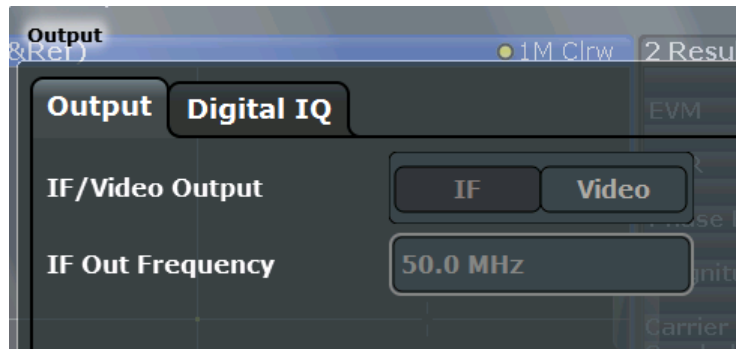 Output
&Ref)
1M Clrw
2 Resu
Output
Digital IQ
EVM
IF/Video Output
IF
Video
IF Out Frequency
50.0 MHz
Carrier